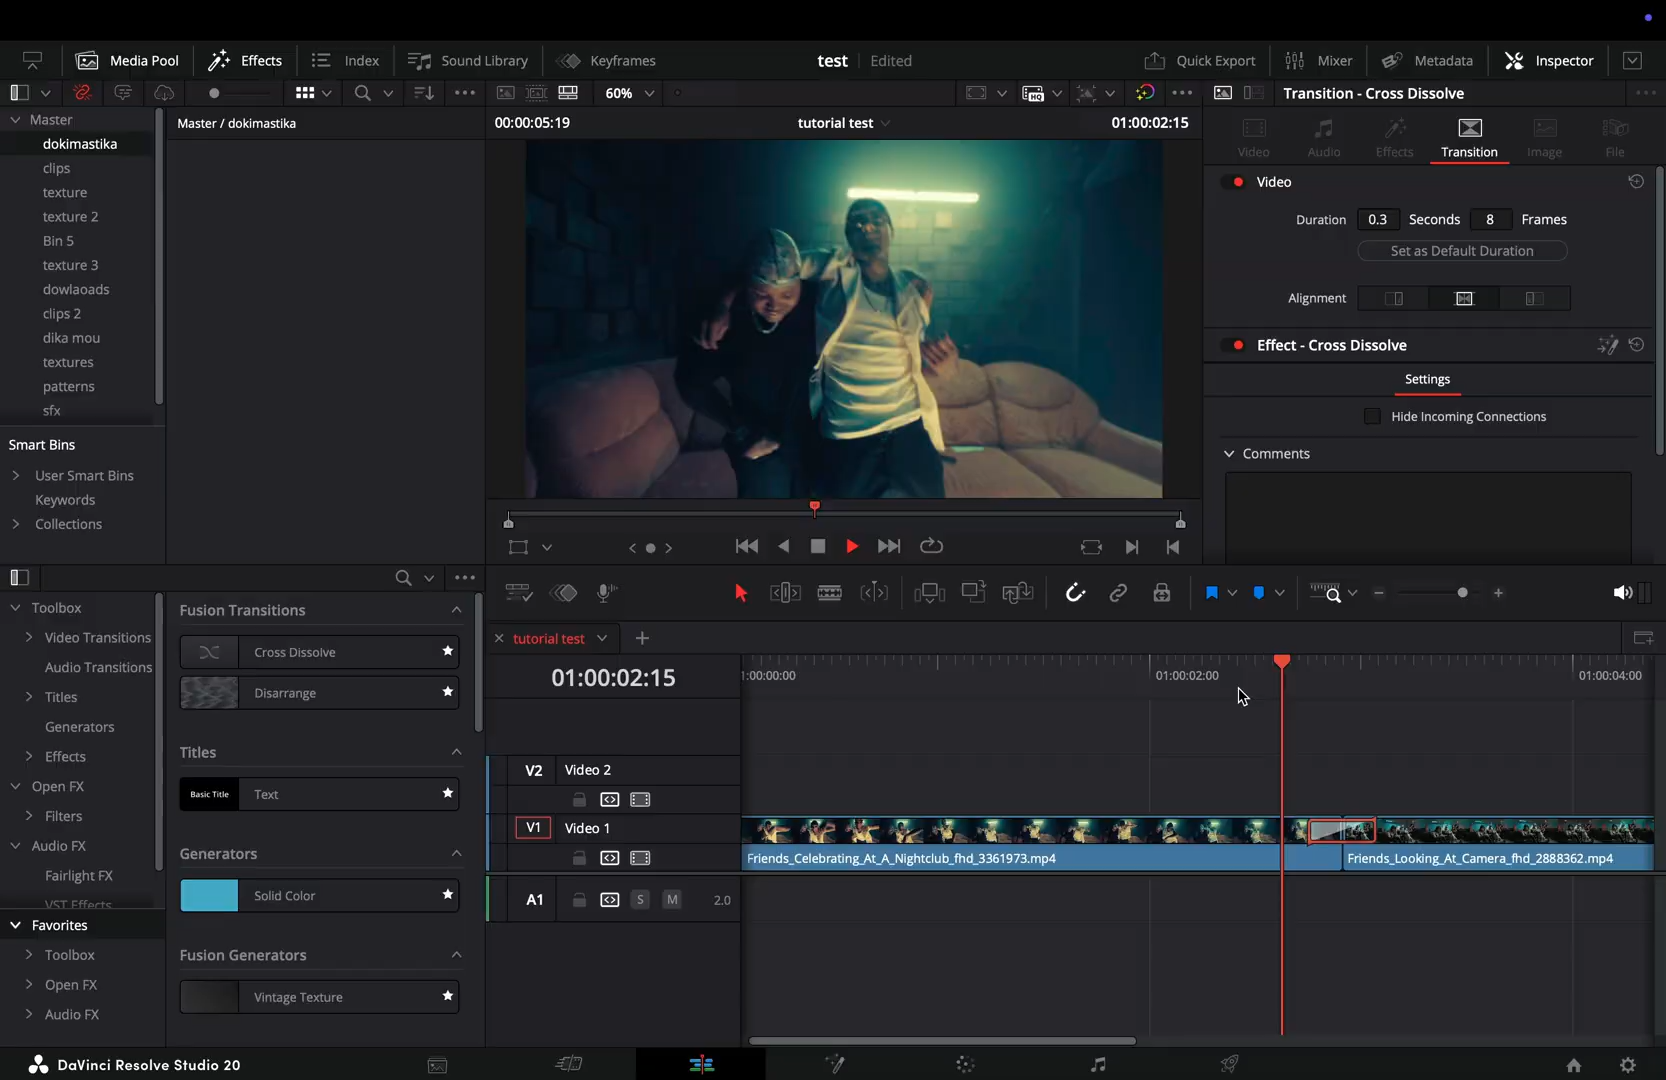 Media Pool
Effects
Index
Sound Library
Keyframes
test
Edited
Quick Export
Mixer
Metadata
Inspector
60%
Transition - Cross Dissolve
Master
Master / dokimastika
00:00:05:19
tutorial test
01:00:02:15
dokimastika
clips
texture
texture 2
Bin 5
texture 3
dowlaoads
clips 2
dika mou
textures
patterns
sfx
Smart Bins
User Smart Bins
Keywords
Collections
Video
Audio
Effects
Transition
Image
File
Video
Duration 0.3 Seconds 8 Frames
Set as Default Duration
Alignment
Effect - Cross Dissolve
Settings
Hide Incoming Connections
Comments
Toolbox
Video Transitions
Audio Transitions
Titles
Generators
Effects
Open FX
Filters
Audio FX
Fairlight FX
VST Effects
Favorites
Toolbox
Open FX
Audio FX
Fusion Transitions
Cross Dissolve
Disarrange
Titles
Basic Title
Text
Generators
Solid Color
Fusion Generators
Vintage Texture
tutorial test
01:00:02:15
1:00:00:00
01:00:02:00
01:00:04:00
V2 Video 2
V1 Video 1
Friends_Celebrating_At_A_Nightclub_fhd_3361973.mp4
Friends_Looking_At_Camera_fhd_2888362.mp4
A1
S
M
2.0
DaVinci Resolve Studio 20